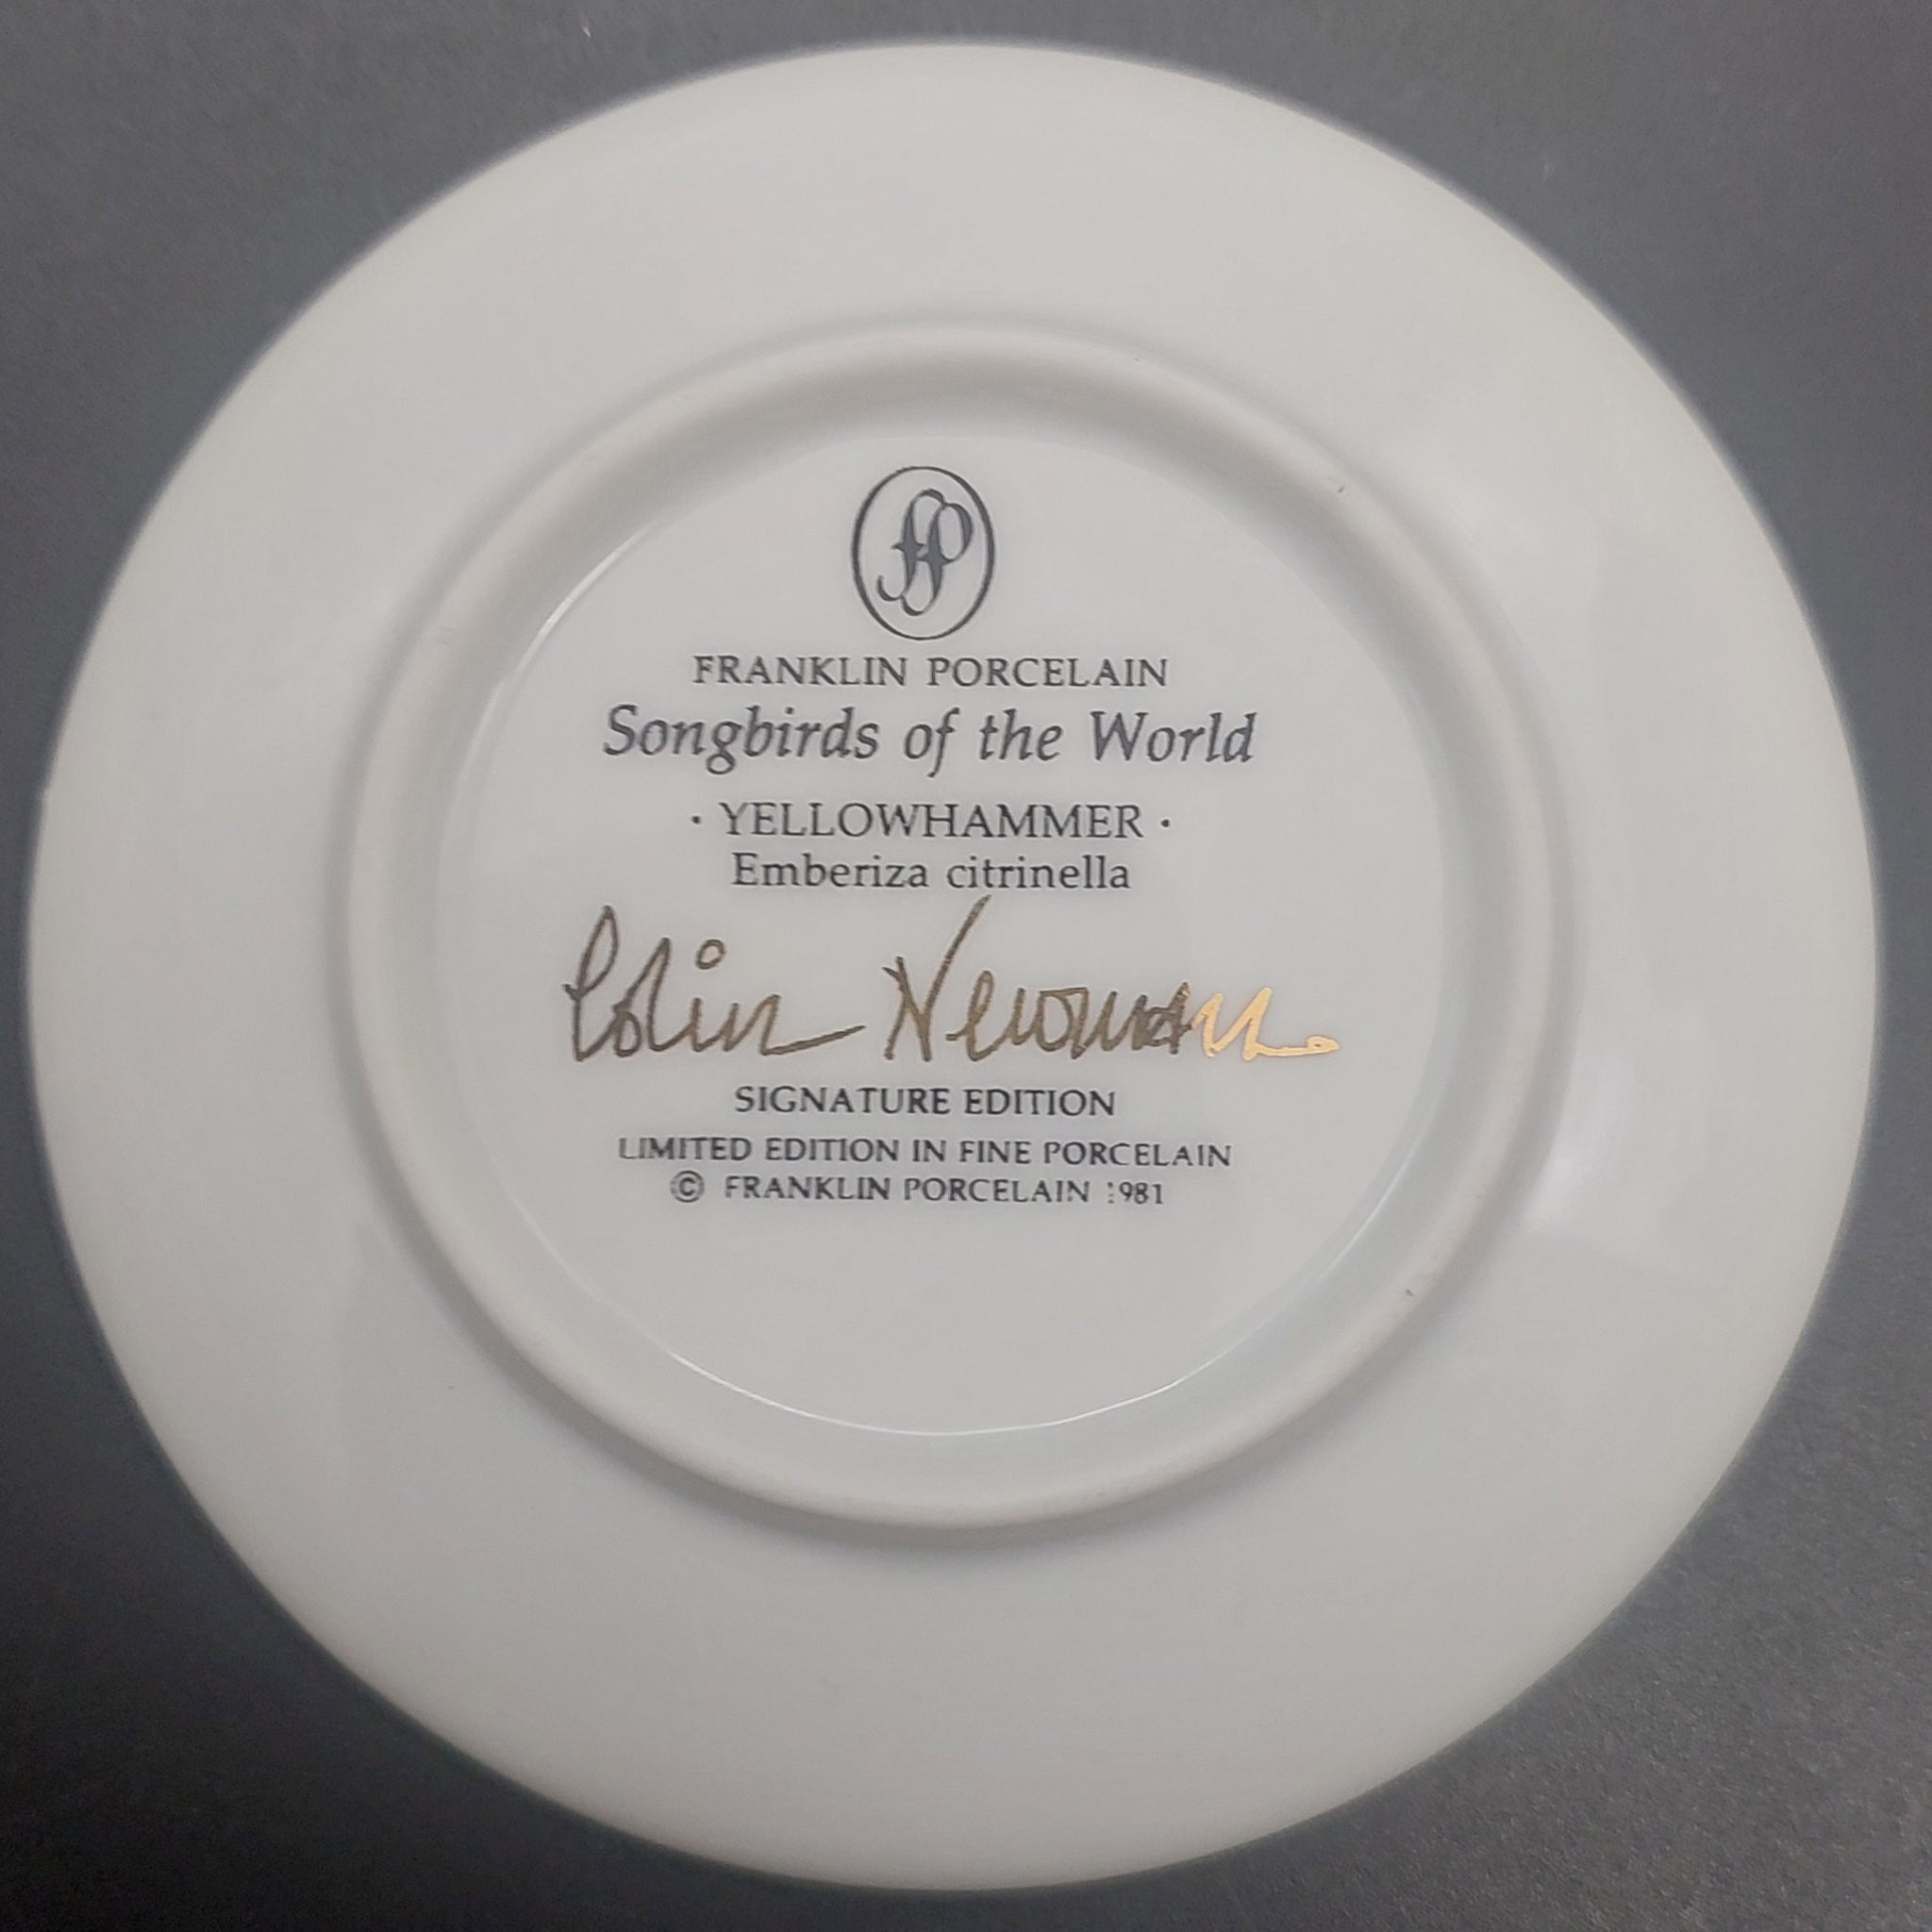 FP
FRANKLIN PORCELAIN
Songbirds of the World
· YELLOWHAMMER ·
Emberiza citrinella
Colin Newman
SIGNATURE EDITION
LIMITED EDITION IN FINE PORCELAIN
© FRANKLIN PORCELAIN 1981